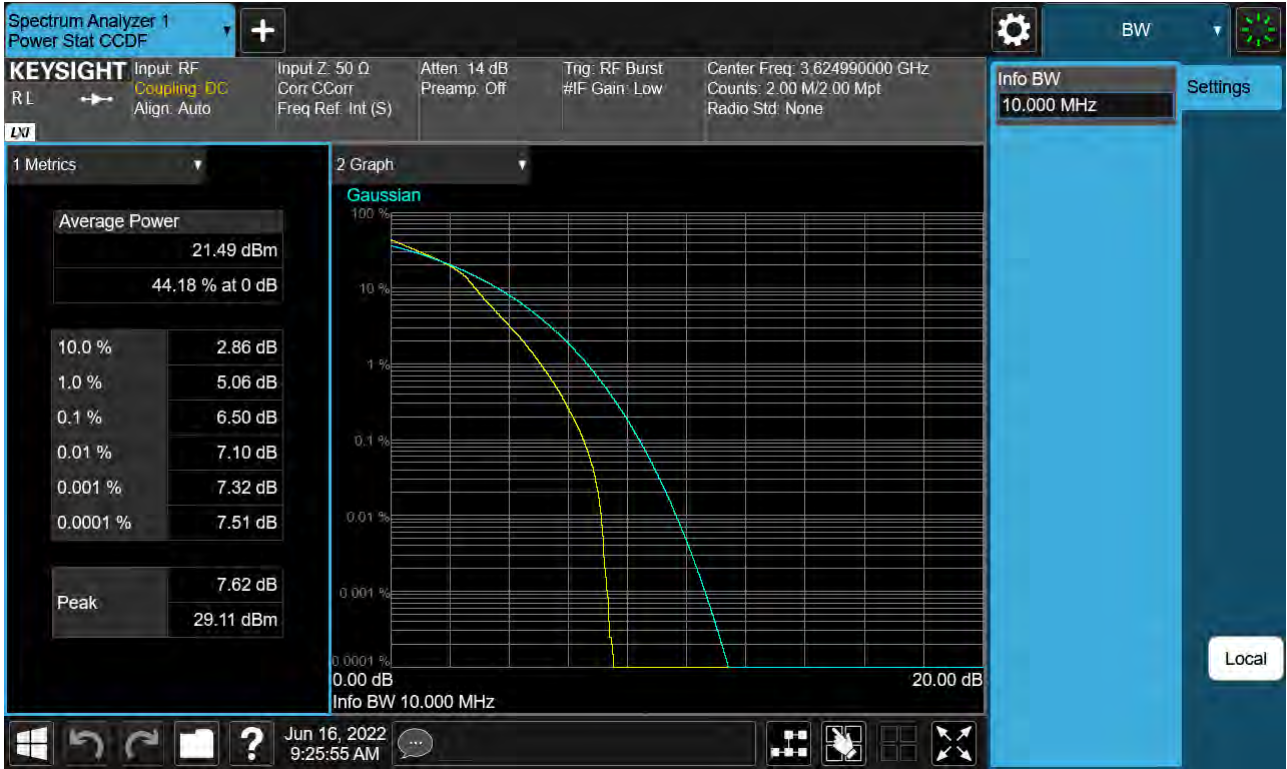 Spectrum Analyzer 1
Power Stat CCDF
+
BW
KEYSIGHT
R L
LXI
Input: RF
Coupling: DC
Align: Auto
Input Z: 50 Ω
Corr CCorr
Freq Ref: Int (S)
Atten: 14 dB
Preamp: Off
Trig: RF Burst
#IF Gain: Low
Center Freq: 3.624990000 GHz
Counts: 2.00 M/2.00 Mpt
Radio Std: None
Info BW
10.000 MHz
Settings
1 Metrics
Average Power
21.49 dBm
44.18 % at 0 dB
10.0 % 2.86 dB
1.0 % 5.06 dB
0.1 % 6.50 dB
0.01 % 7.10 dB
0.001 % 7.32 dB
0.0001 % 7.51 dB
Peak
7.62 dB
29.11 dBm
2 Graph
Gaussian
100 %
10 %
1 %
0.1 %
0.01 %
0.001 %
0.0001 %
0.00 dB 20.00 dB
Info BW 10.000 MHz
Local
?
Jun 16, 2022
9:25:55 AM